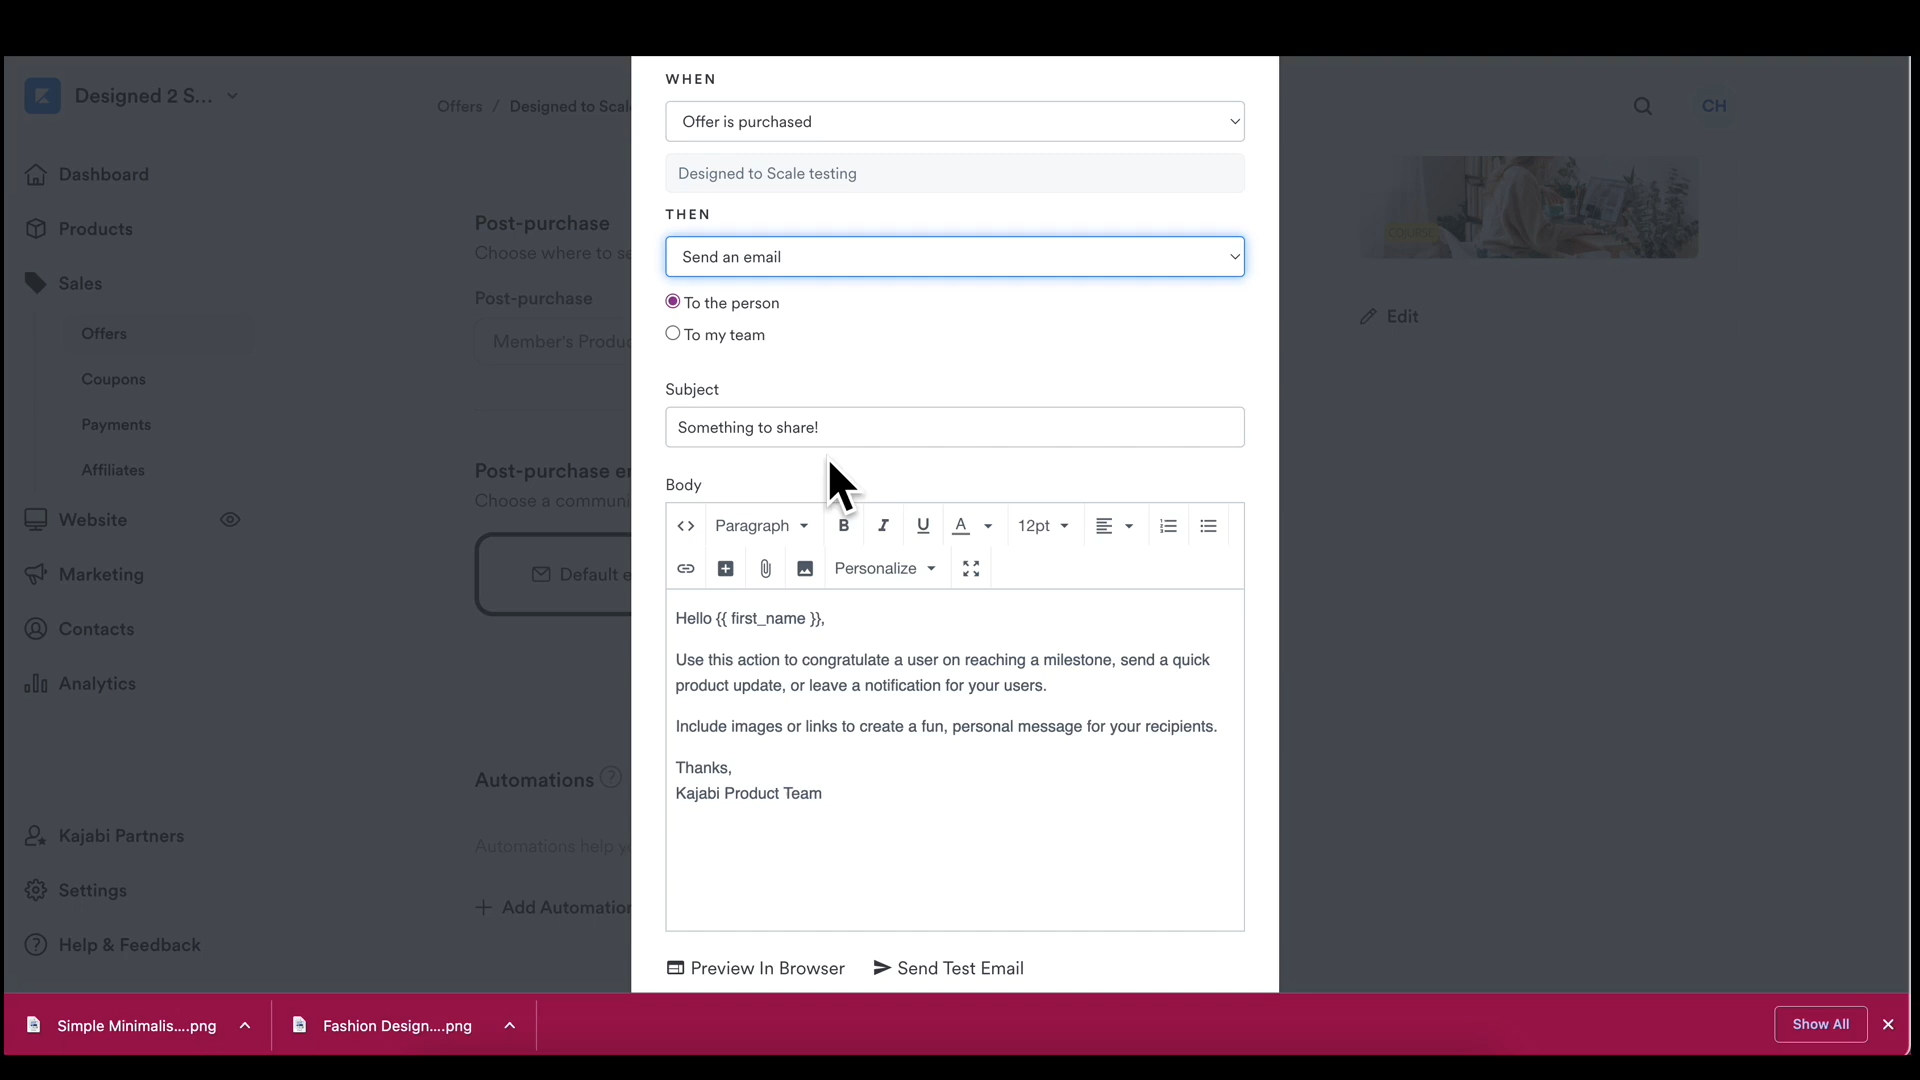 Designed 2 S...
Dashboard
Products
Sales
Offers
Coupons
Payments
Affiliates
Website
Marketing
Contacts
Analytics
Kajabi Partners
Settings
Help & Feedback
Offers / Designed to Scal
CH
Post-purchase
Choose where to se
Post-purchase
Member's Produc
Post-purchase e
Choose a communi
Default e
Automations ?
Automations help y
+ Add Automation
WHEN
Offer is purchased
Designed to Scale testing
THEN
Send an email
To the person
To my team
Subject
Something to share!
Body
Paragraph B I U A 12pt
Personalize
Hello {{ first_name }},
Use this action to congratulate a user on reaching a milestone, send a quick
product update, or leave a notification for your users.
Include images or links to create a fun, personal message for your recipients.
Thanks,
Kajabi Product Team
Preview In Browser Send Test Email
COURSE
Edit
Simple Minimalis....png
Fashion Design....png
Show All